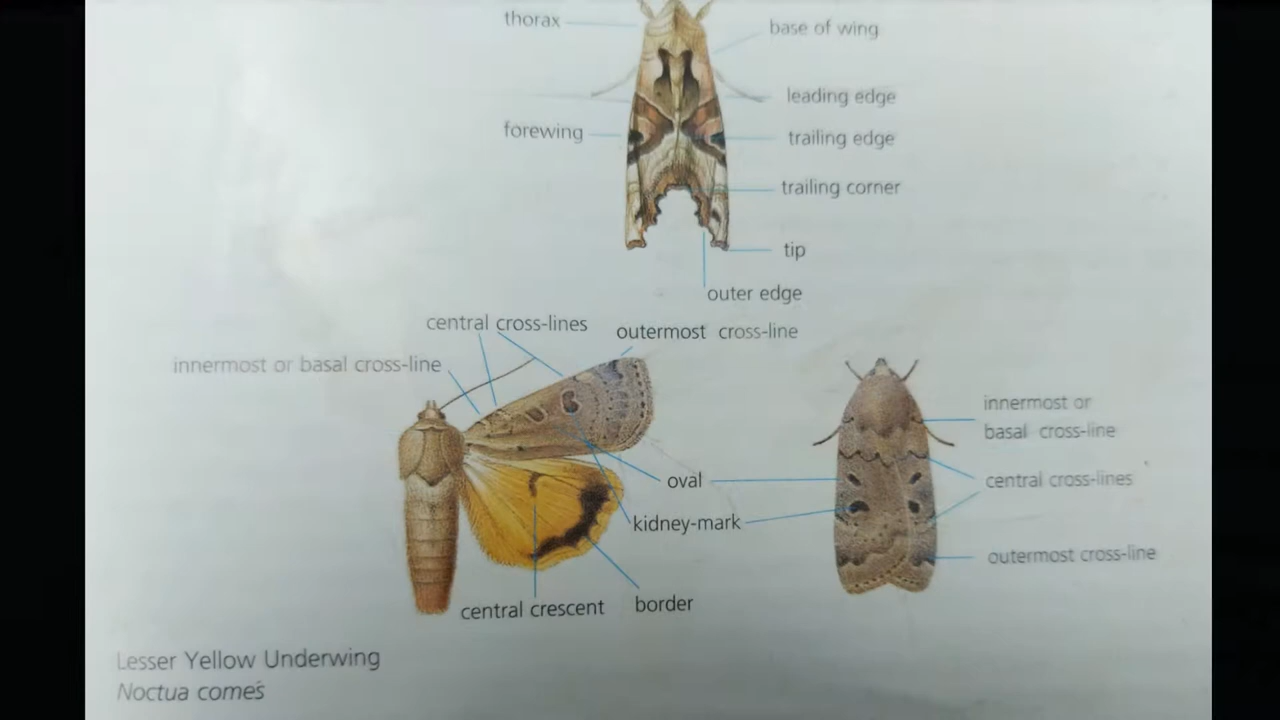 thorax
base of wing
leading edge
forewing
trailing edge
trailing corner
tip
outer edge
central cross-lines
outermost cross-line
innermost or basal cross-line
innermost or
basal cross-line
oval
central cross-lines
kidney-mark
outermost cross-line
central crescent
border
Lesser Yellow Underwing
Noctua comes